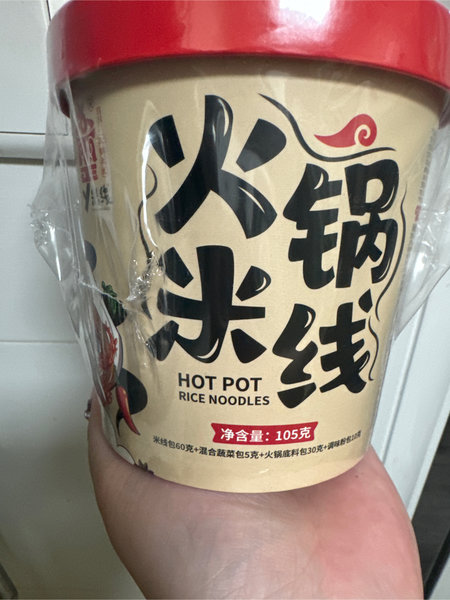 火锅
米线
HOT POT
RICE NOODLES
净含量：105克
米线包60克+混合蔬菜包5克+火锅底料包30克+调味粉包10克